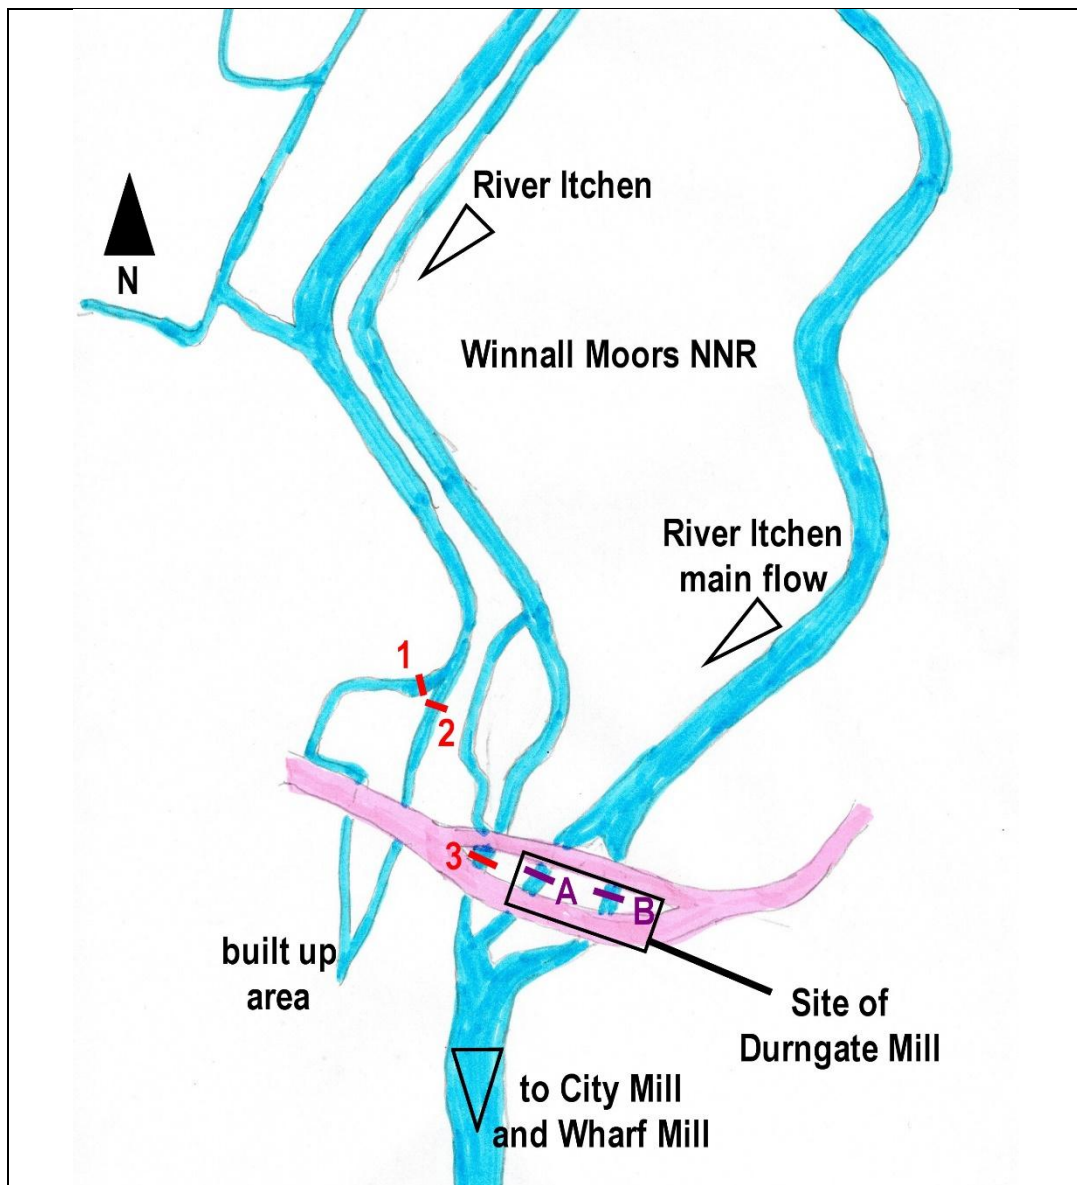 River Itchen
N
Winnall Moors NNR
River Itchen
main flow
1
2
3
A
B
built up
area
Site of
Durngate Mill
to City Mill
and Wharf Mill